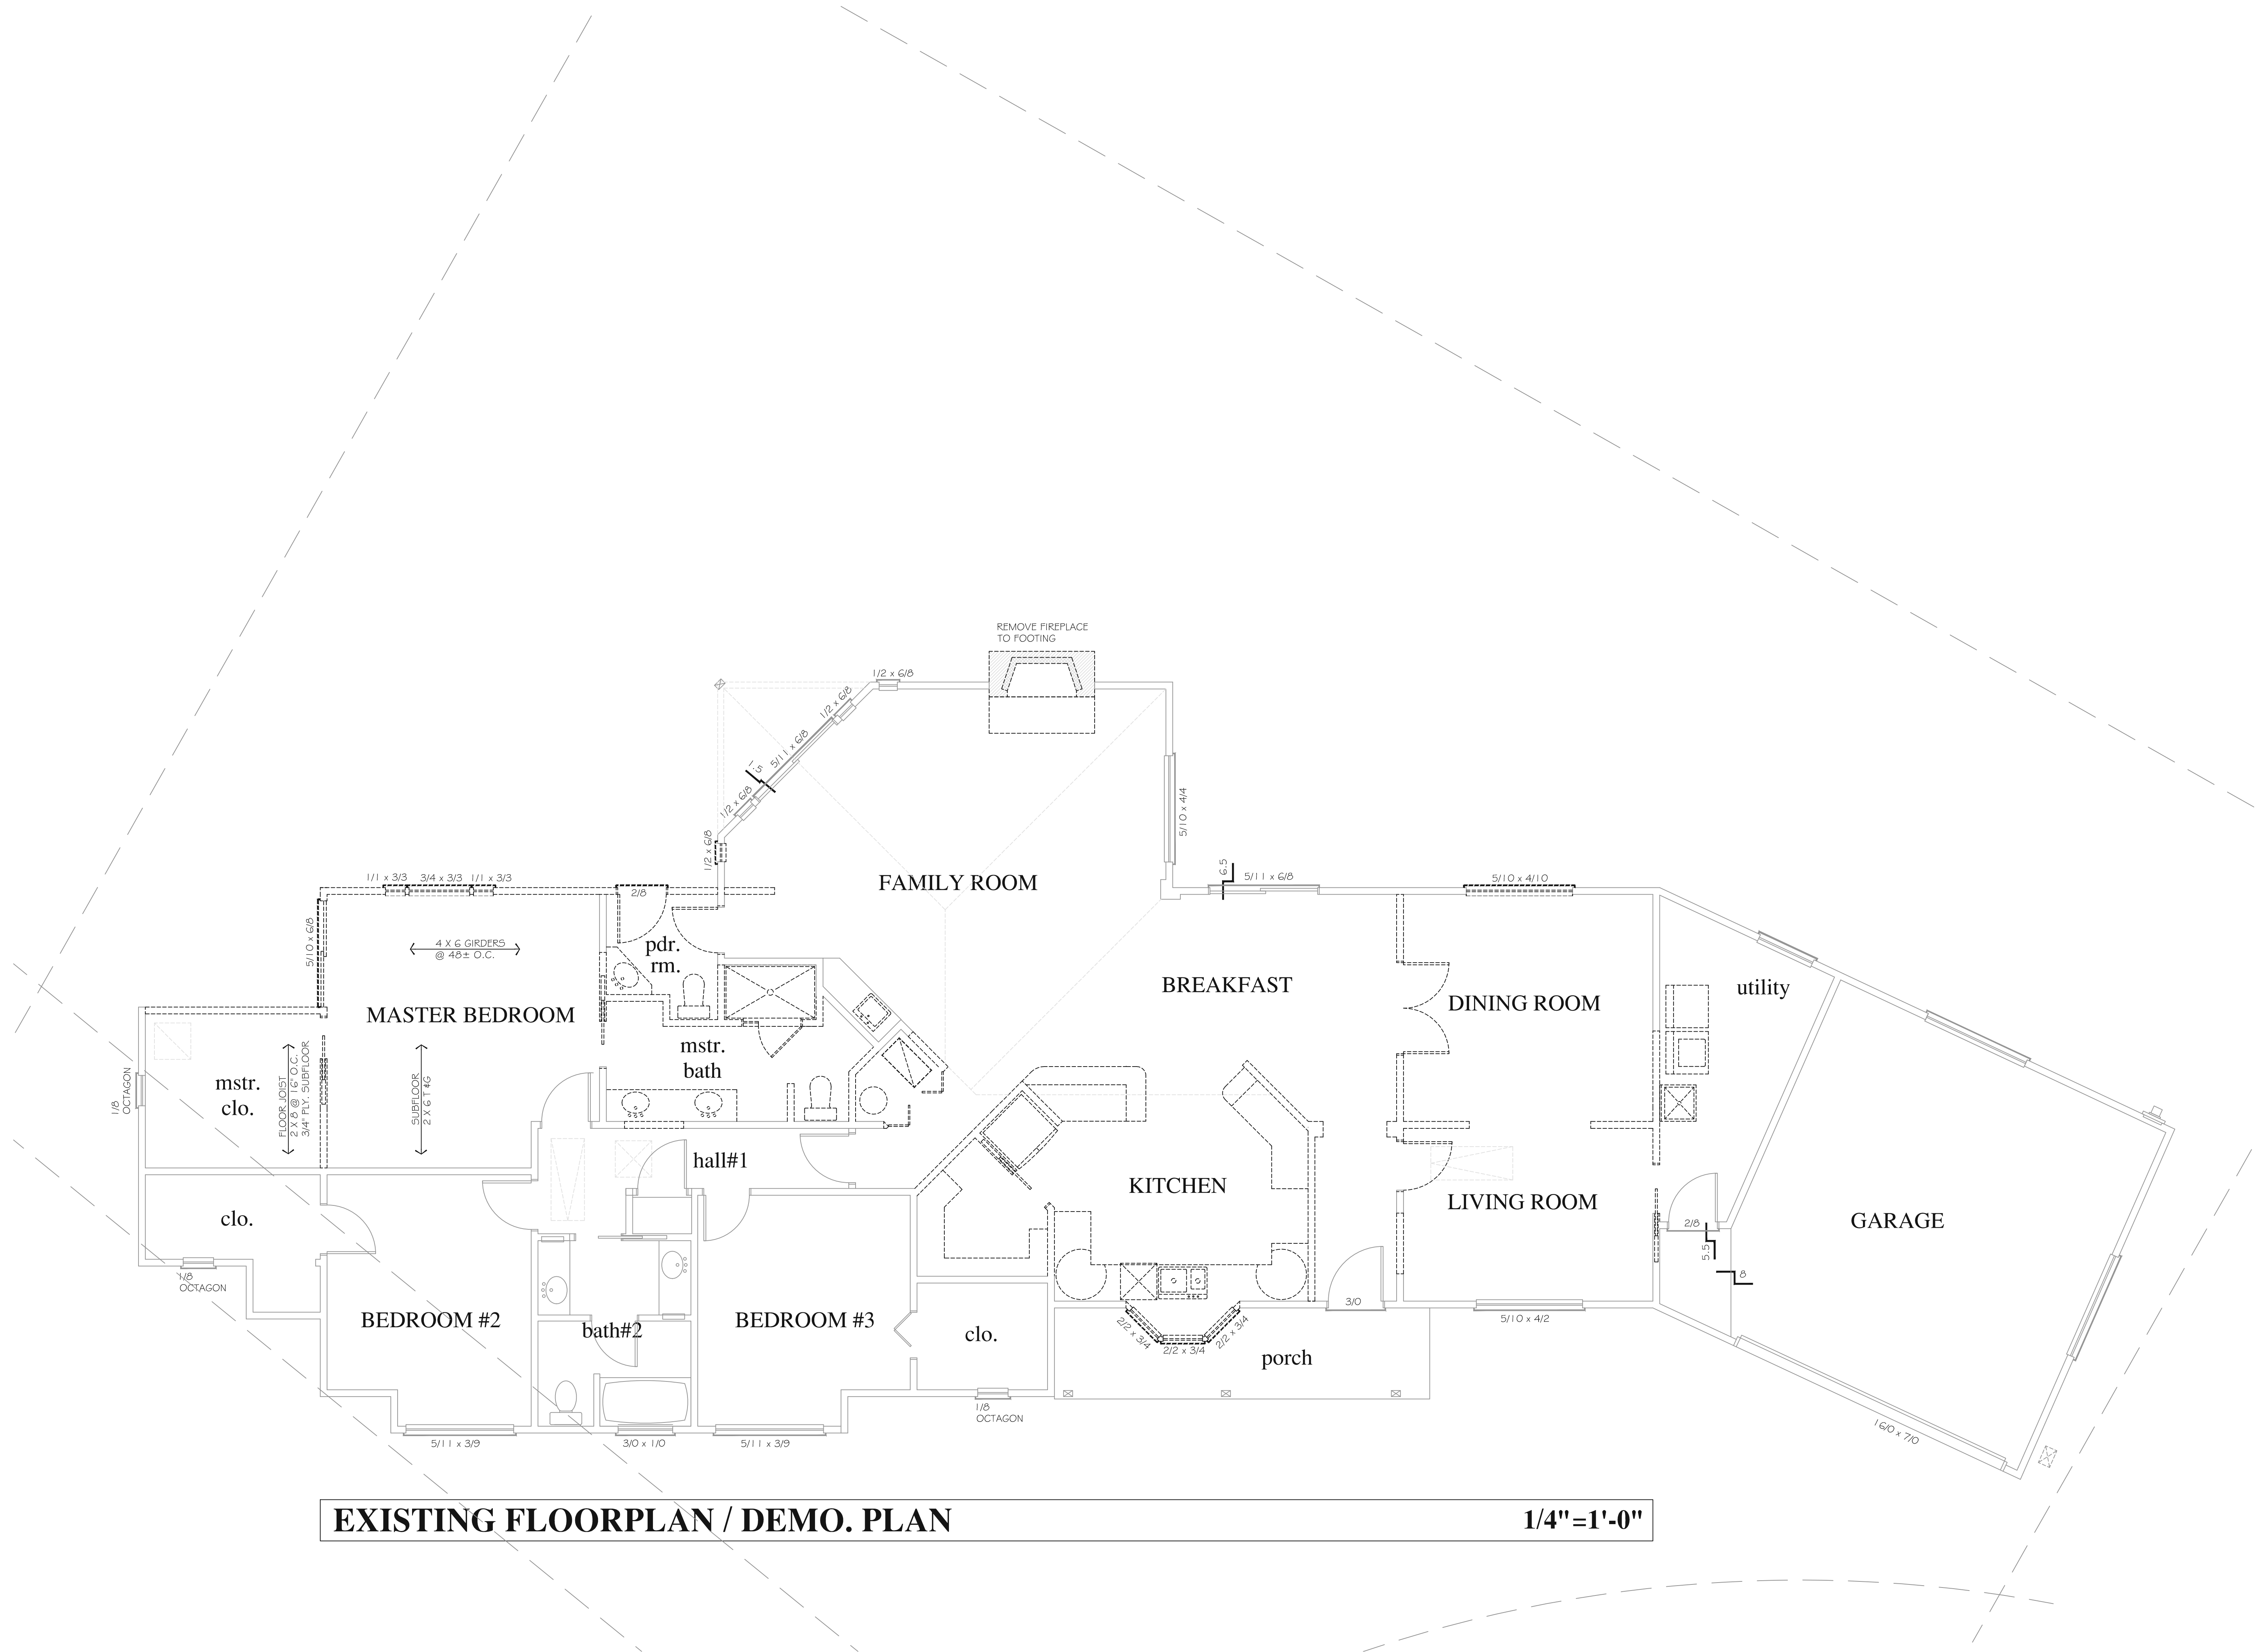 REMOVE FIREPLACE
TO FOOTING
1/2 x 6/8
1/2 x 6/8
5/11 x 6/8
1.5
1/2 x 6/8
1/2 x 6/8
5/10 x 4/4
FAMILY ROOM
6.5
5/11 x 6/8
5/10 x 4/10
1/1 x 3/3
3/4 x 3/3
1/1 x 3/3
2/8
5/10 x 6/8
4 X 6 GIRDERS
@ 48± O.C.
pdr.
rm.
BREAKFAST
DINING ROOM
utility
MASTER BEDROOM
mstr.
bath
mstr.
clo.
1/8
OCTAGON
FLOOR JOIST
2 X 8 @ 16" O.C.
3/4" PLY. SUBFLOOR
SUBFLOOR
2 X 6 T&G
hall#1
KITCHEN
LIVING ROOM
GARAGE
clo.
2/8
5.5
8
1/8
OCTAGON
BEDROOM #2
bath#2
BEDROOM #3
clo.
3/0
5/10 x 4/2
2/2 x 3/4
2/2 x 3/4
2/2 x 3/4
porch
1/8
OCTAGON
5/11 x 3/9
3/0 x 1/0
5/11 x 3/9
16/0 x 7/0
EXISTING FLOORPLAN / DEMO. PLAN
1/4"=1'-0"